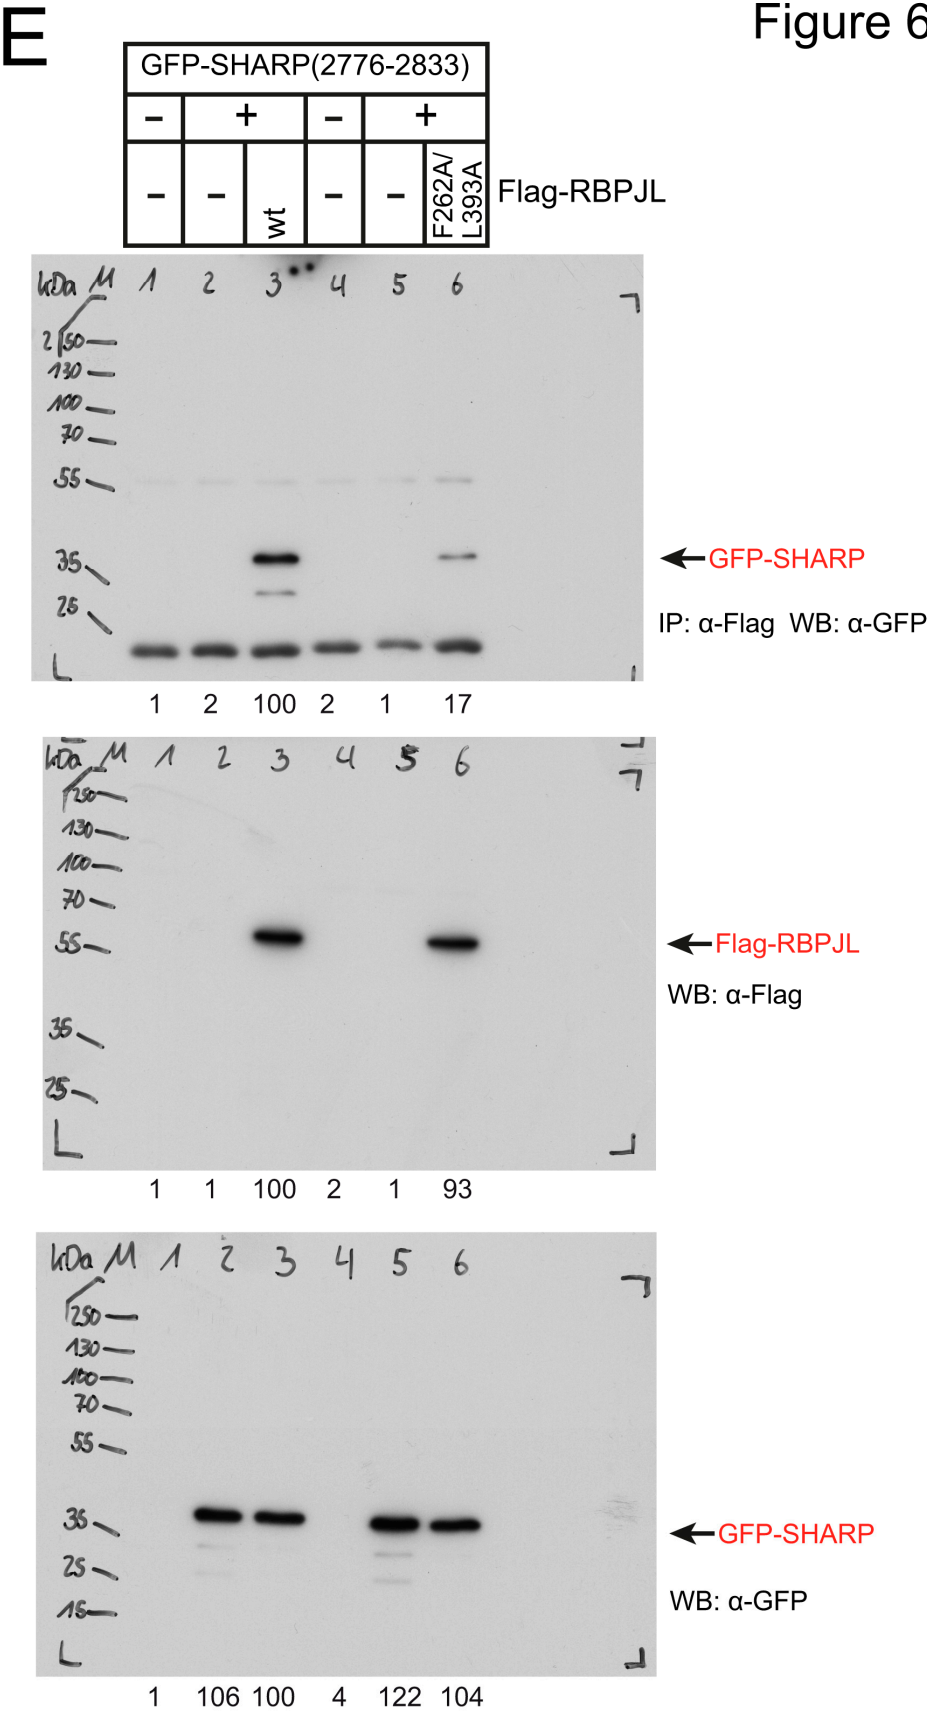 E
Figure 6
GFP-SHARP(2776-2833)
– + – +
– – wt – – F262A/ L393A Flag-RBPJL
kDa M 1 2 3 4 5 6
250
130
100
70
55
35
GFP-SHARP
25
IP: α-Flag WB: α-GFP
1 2 100 2 1 17
kDa M 1 2 3 4 5 6
250
130
100
70
55
Flag-RBPJL
WB: α-Flag
35
25
1 1 100 2 1 93
kDa M 1 2 3 4 5 6
250
130
100
70
55
35
GFP-SHARP
25
WB: α-GFP
15
1 106 100 4 122 104